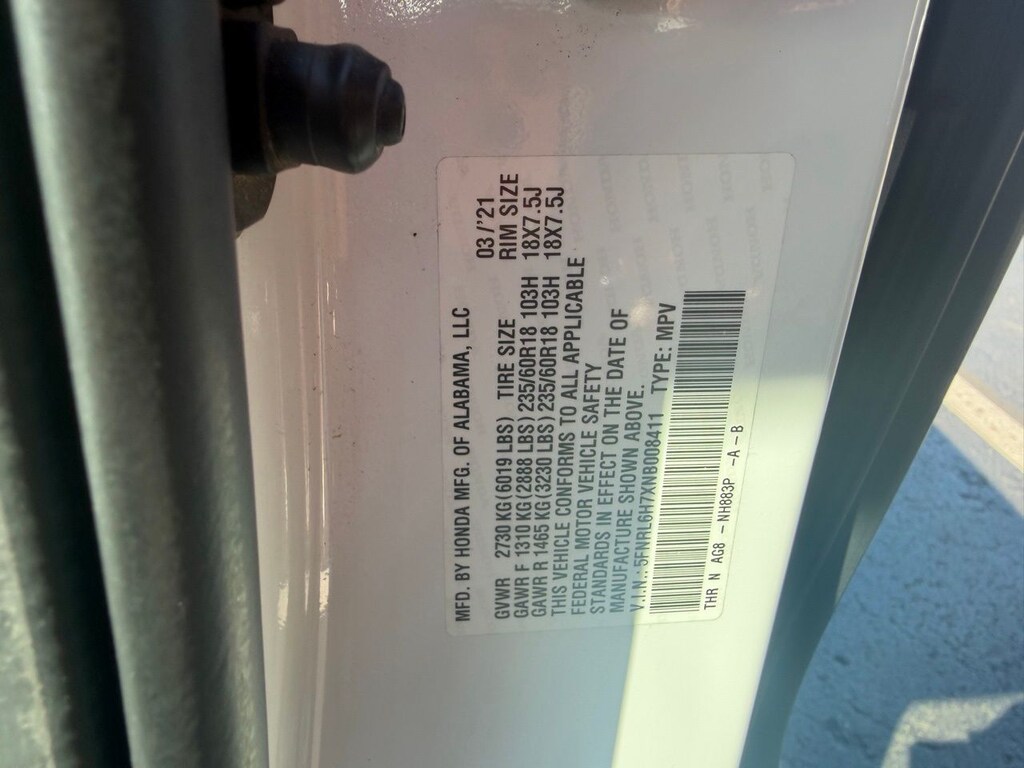 MFD. BY HONDA MFG. OF ALABAMA, LLC
03 /'21
GVWR 2730 KG (6019 LBS) TIRE SIZE RIM SIZE
GAWR F 1310 KG (2888 LBS) 235/60R18 103H 18X7.5J
GAWR R 1465 KG (3230 LBS) 235/60R18 103H 18X7.5J
THIS VEHICLE CONFORMS TO ALL APPLICABLE
FEDERAL MOTOR VEHICLE SAFETY
STANDARDS IN EFFECT ON THE DATE OF
MANUFACTURE SHOWN ABOVE.
V.I.N.: 5FNRL6H7XNB008411 TYPE: MPV
THR N AG8 - NH883P - A - B